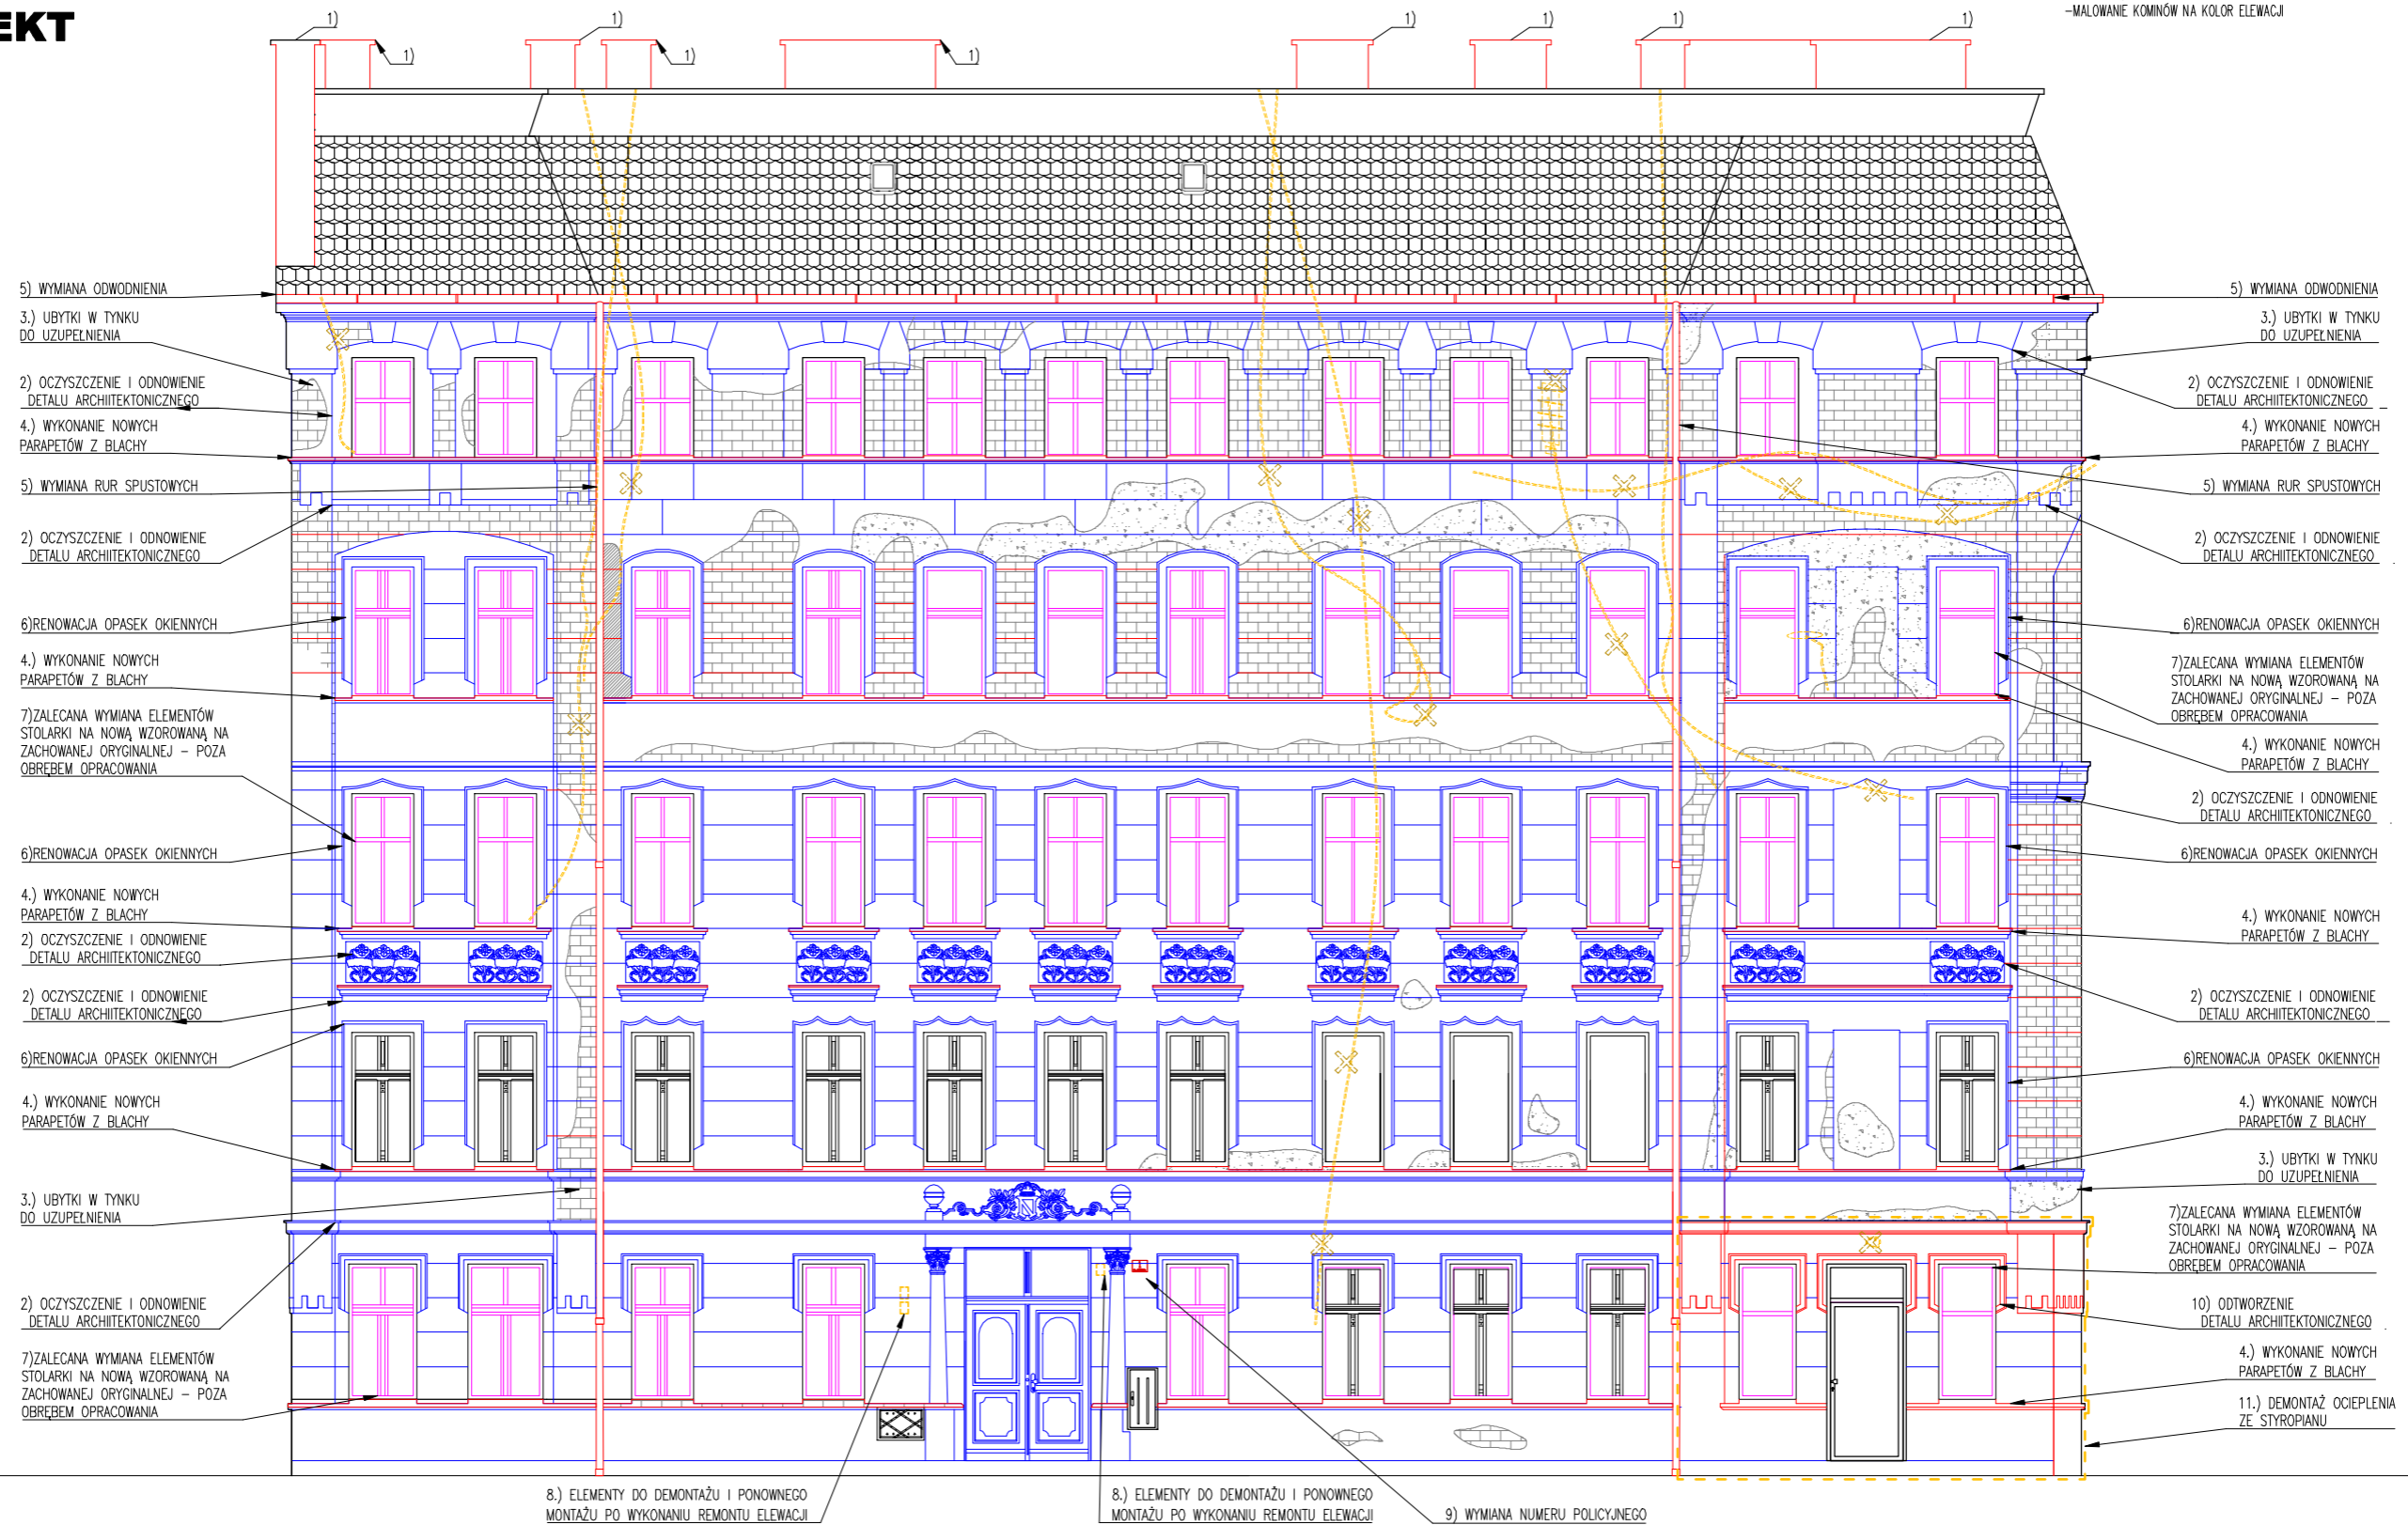 EKT
-MALOWANIE KOMINÓW NA KOLOR ELEWACJI
1)
1)
1)
1)
1)
1)
1)
1)
1)
5) WYMIANA ODWODNIENIA
3.) UBYTKI W TYNKU
DO UZUPEŁNIENIA
2) OCZYSZCZENIE I ODNOWIENIE
DETALU ARCHIITEKTONICZNEGO
4.) WYKONANIE NOWYCH
PARAPETÓW Z BLACHY
5) WYMIANA RUR SPUSTOWYCH
2) OCZYSZCZENIE I ODNOWIENIE
DETALU ARCHIITEKTONICZNEGO
6)RENOWACJA OPASEK OKIENNYCH
4.) WYKONANIE NOWYCH
PARAPETÓW Z BLACHY
7)ZALECANA WYMIANA ELEMENTÓW
STOLARKI NA NOWĄ WZOROWANĄ NA
ZACHOWANEJ ORYGINALNEJ – POZA
OBRĘBEM OPRACOWANIA
6)RENOWACJA OPASEK OKIENNYCH
4.) WYKONANIE NOWYCH
PARAPETÓW Z BLACHY
2) OCZYSZCZENIE I ODNOWIENIE
DETALU ARCHIITEKTONICZNEGO
2) OCZYSZCZENIE I ODNOWIENIE
DETALU ARCHIITEKTONICZNEGO
6)RENOWACJA OPASEK OKIENNYCH
4.) WYKONANIE NOWYCH
PARAPETÓW Z BLACHY
3.) UBYTKI W TYNKU
DO UZUPEŁNIENIA
2) OCZYSZCZENIE I ODNOWIENIE
DETALU ARCHIITEKTONICZNEGO
7)ZALECANA WYMIANA ELEMENTÓW
STOLARKI NA NOWĄ WZOROWANĄ NA
ZACHOWANEJ ORYGINALNEJ – POZA
OBRĘBEM OPRACOWANIA
5) WYMIANA ODWODNIENIA
3.) UBYTKI W TYNKU
DO UZUPEŁNIENIA
2) OCZYSZCZENIE I ODNOWIENIE
DETALU ARCHIITEKTONICZNEGO
4.) WYKONANIE NOWYCH
PARAPETÓW Z BLACHY
5) WYMIANA RUR SPUSTOWYCH
2) OCZYSZCZENIE I ODNOWIENIE
DETALU ARCHIITEKTONICZNEGO
6)RENOWACJA OPASEK OKIENNYCH
7)ZALECANA WYMIANA ELEMENTÓW
STOLARKI NA NOWĄ WZOROWANĄ NA
ZACHOWANEJ ORYGINALNEJ – POZA
OBRĘBEM OPRACOWANIA
4.) WYKONANIE NOWYCH
PARAPETÓW Z BLACHY
2) OCZYSZCZENIE I ODNOWIENIE
DETALU ARCHIITEKTONICZNEGO
6)RENOWACJA OPASEK OKIENNYCH
4.) WYKONANIE NOWYCH
PARAPETÓW Z BLACHY
2) OCZYSZCZENIE I ODNOWIENIE
DETALU ARCHIITEKTONICZNEGO
6)RENOWACJA OPASEK OKIENNYCH
4.) WYKONANIE NOWYCH
PARAPETÓW Z BLACHY
3.) UBYTKI W TYNKU
DO UZUPEŁNIENIA
7)ZALECANA WYMIANA ELEMENTÓW
STOLARKI NA NOWĄ WZOROWANĄ NA
ZACHOWANEJ ORYGINALNEJ – POZA
OBRĘBEM OPRACOWANIA
10) ODTWORZENIE
DETALU ARCHIITEKTONICZNEGO
4.) WYKONANIE NOWYCH
PARAPETÓW Z BLACHY
11.) DEMONTAŻ OCIEPLENIA
ZE STYROPIANU
8.) ELEMENTY DO DEMONTAŻU I PONOWNEGO
MONTAŻU PO WYKONANIU REMONTU ELEWACJI
8.) ELEMENTY DO DEMONTAŻU I PONOWNEGO
MONTAŻU PO WYKONANIU REMONTU ELEWACJI
9) WYMIANA NUMERU POLICYJNEGO